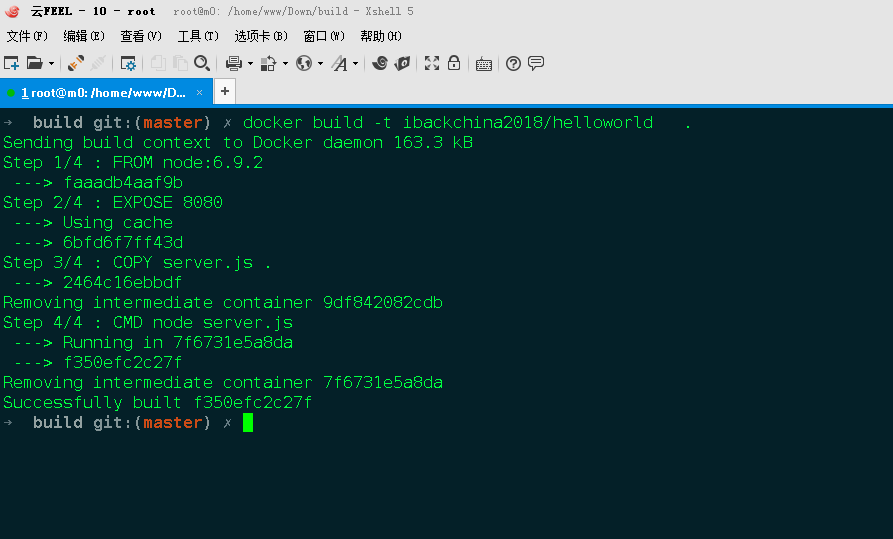 云FEEL - 10 - root root@m0: /home/www/Down/build - Xshell 5
文件(F) 编辑(E) 查看(V) 工具(T) 选项卡(B) 窗口(W) 帮助(H)
1 root@m0: /home/www/D... × +
➜ build git:(master) ✗ docker build -t ibackchina2018/helloworld .
Sending build context to Docker daemon 163.3 kB
Step 1/4 : FROM node:6.9.2
---> faaadb4aaf9b
Step 2/4 : EXPOSE 8080
---> Using cache
---> 6bfd6f7ff43d
Step 3/4 : COPY server.js .
---> 2464c16ebbdf
Removing intermediate container 9df842082cdb
Step 4/4 : CMD node server.js
---> Running in 7f6731e5a8da
---> f350efc2c27f
Removing intermediate container 7f6731e5a8da
Successfully built f350efc2c27f
➜ build git:(master) ✗